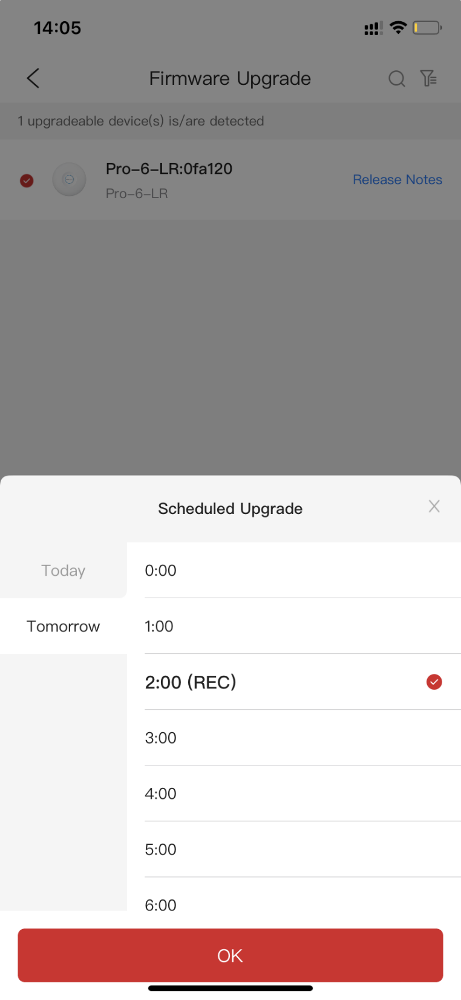 14:05
Firmware Upgrade
1 upgradeable device(s) is/are detected
Pro-6-LR:0fa120
Pro-6-LR
Release Notes
Scheduled Upgrade
Today
Tomorrow
0:00
1:00
2:00 (REC)
3:00
4:00
5:00
6:00
OK